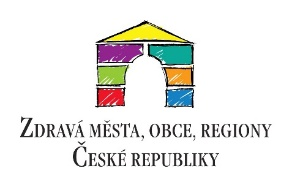 ZDRAVÁ MĚSTA, OBCE, REGIONY
ČESKÉ REPUBLIKY